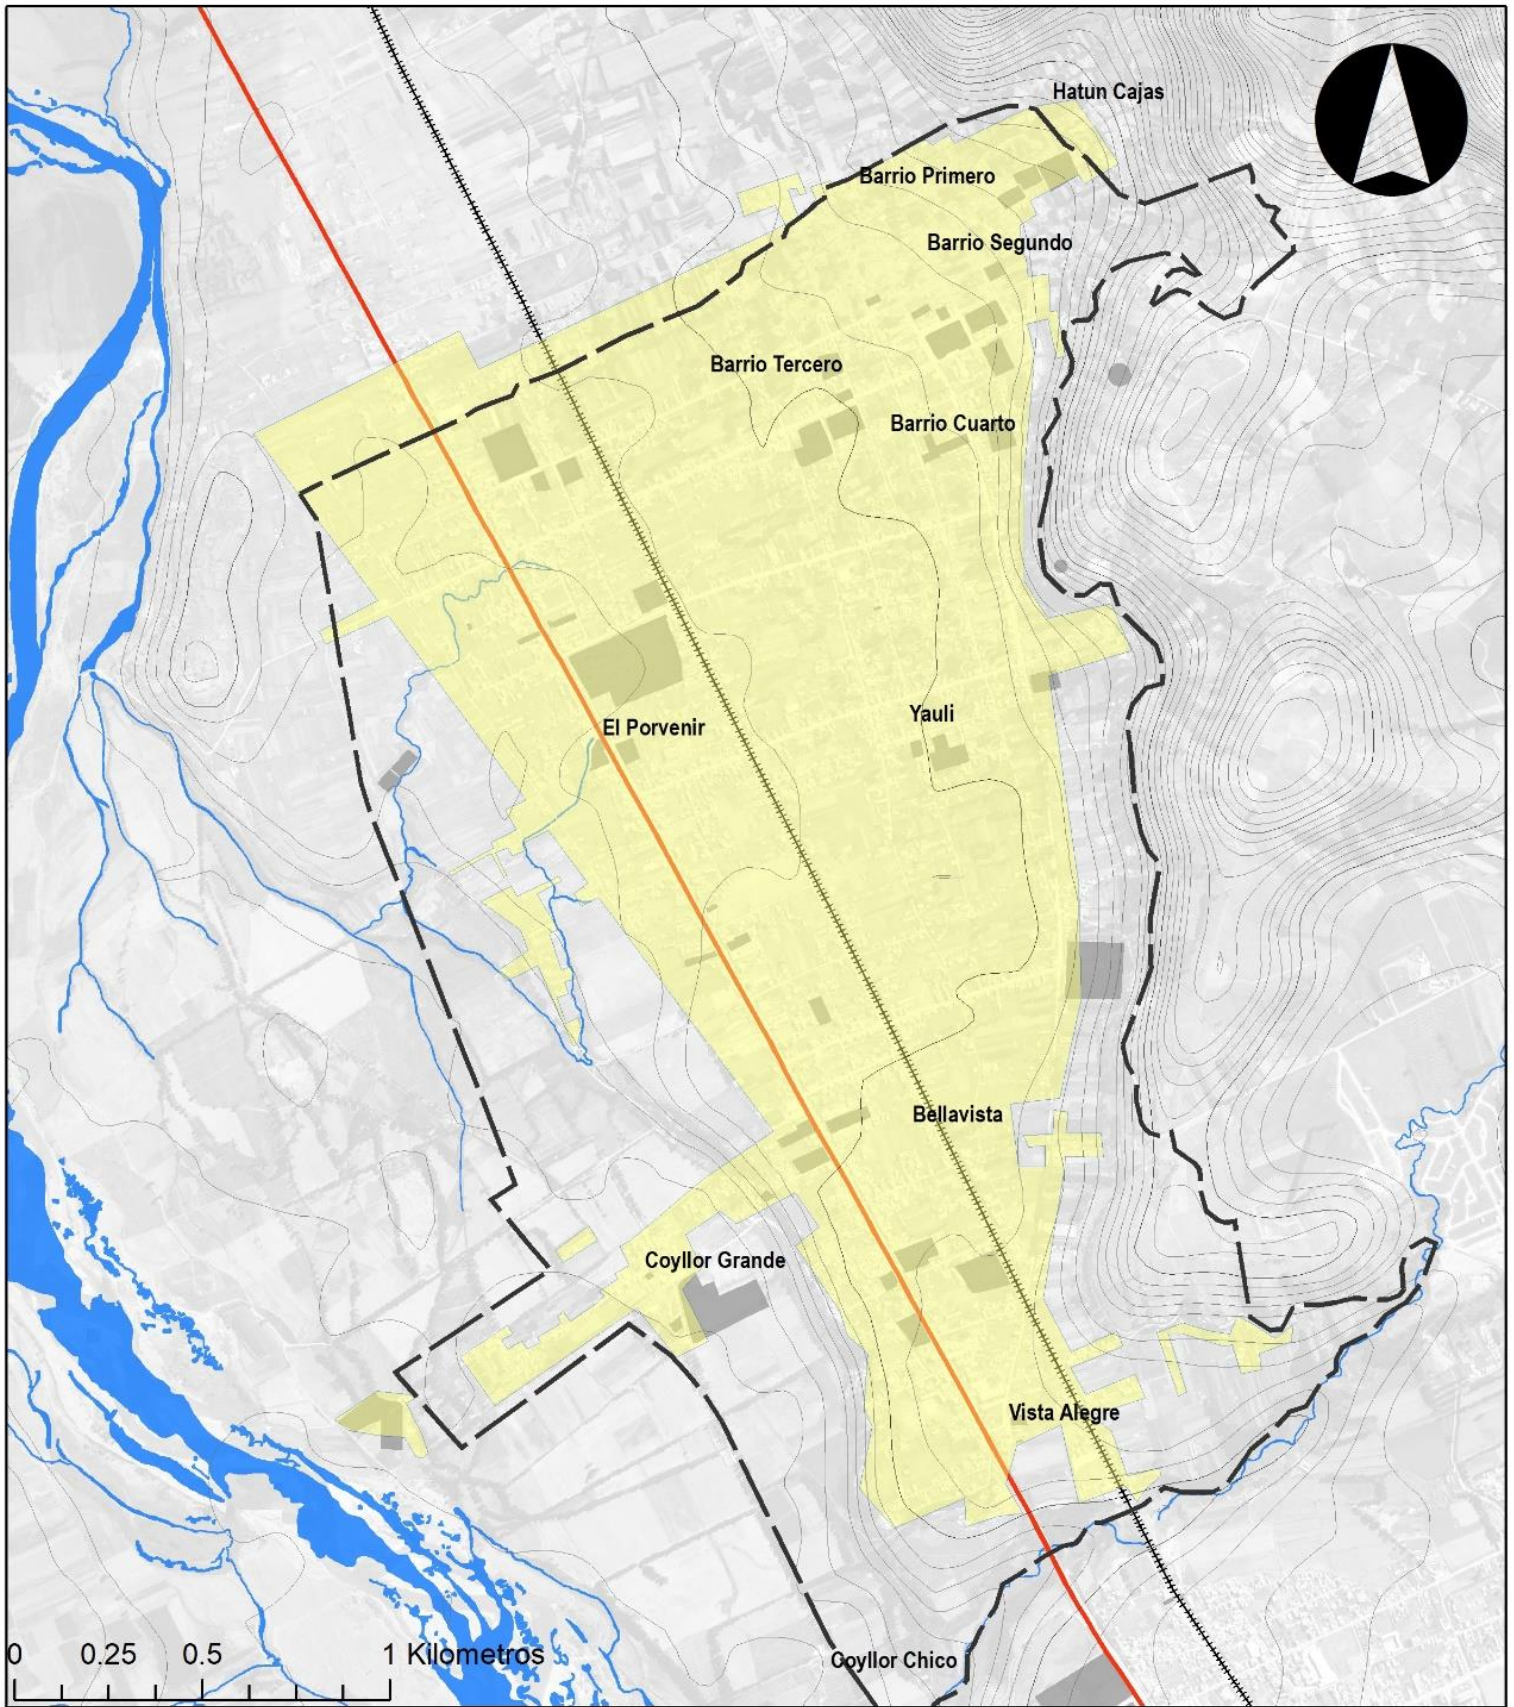 Hatun Cajas
Barrio Primero
Barrio Segundo
Barrio Tercero
Barrio Cuarto
Yauli
El Porvenir
Bellavista
Coyllor Grande
Vista Alegre
Coyllor Chico
0 0.25 0.5 1 Kilometros